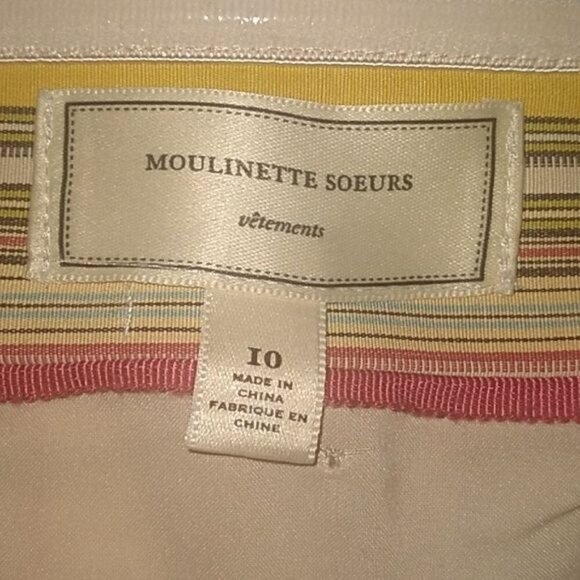 MOULINETTE SOEURS
vêtements
10
MADE IN
CHINA
FABRIQUE EN
CHINE